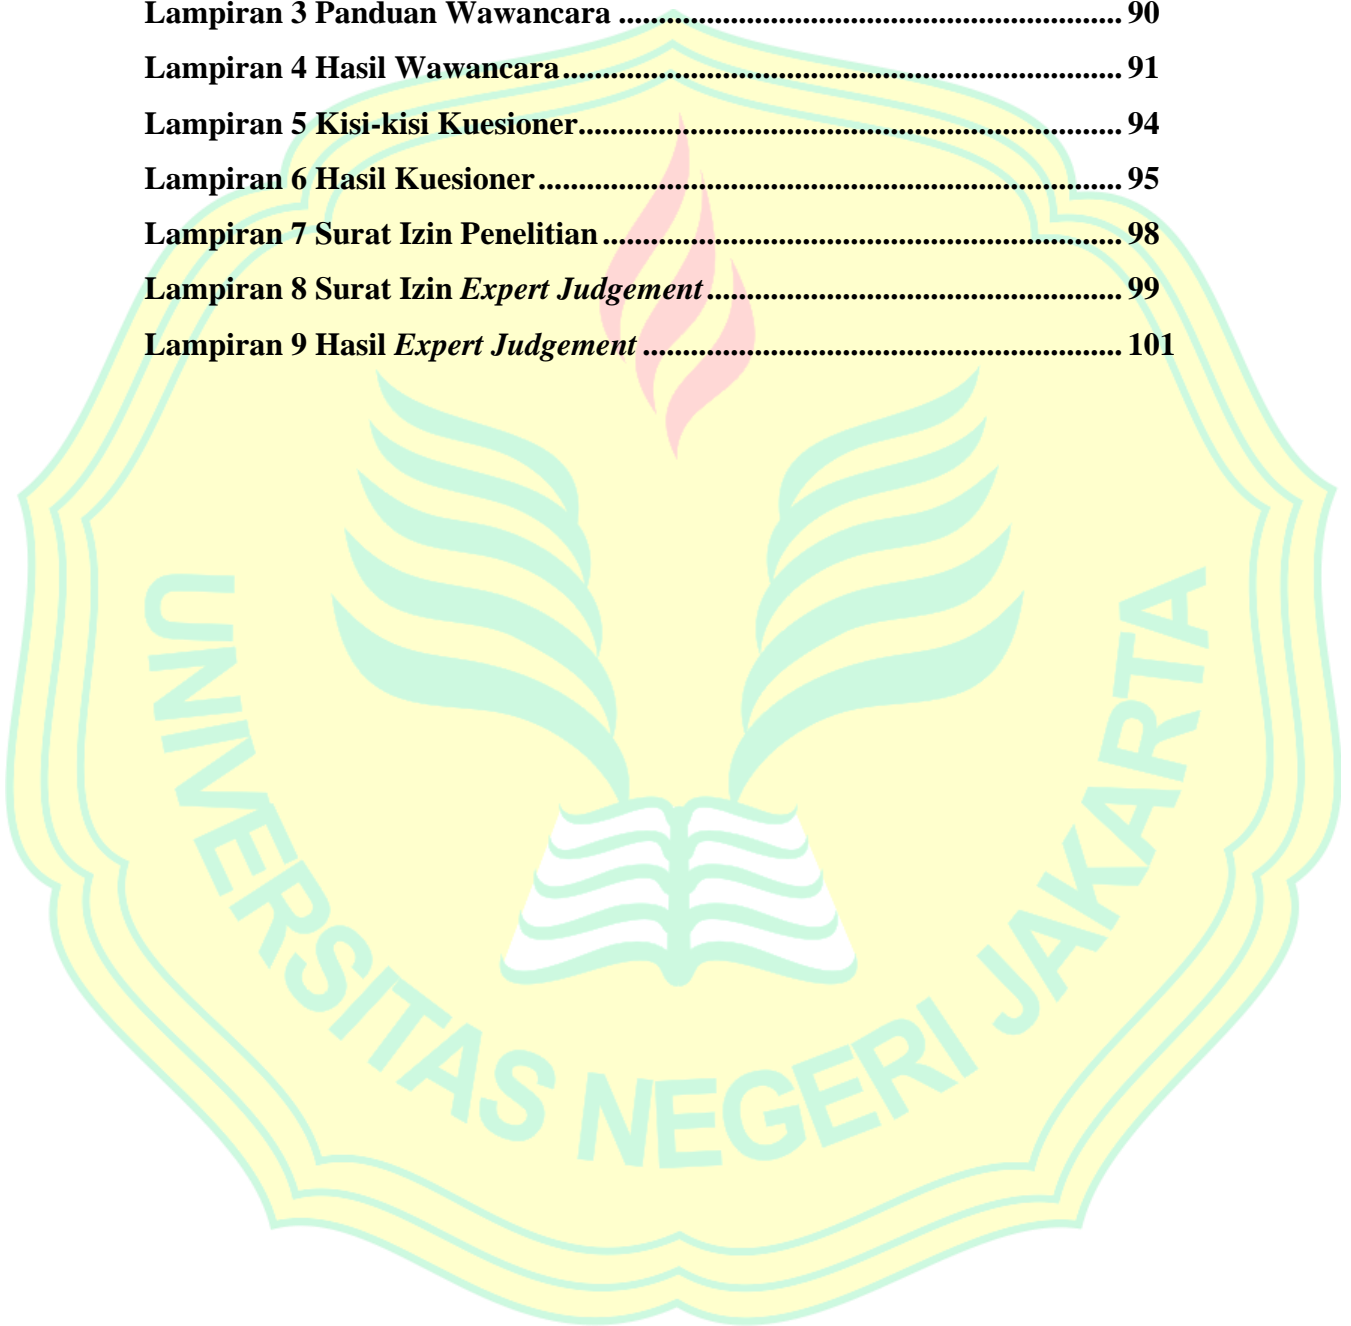 Lampiran 3 Panduan Wawancara ............................................................... 90
Lampiran 4 Hasil Wawancara...................................................................... 91
Lampiran 5 Kisi-kisi Kuesioner.................................................................... 94
Lampiran 6 Hasil Kuesioner......................................................................... 95
Lampiran 7 Surat Izin Penelitian ................................................................. 98
Lampiran 8 Surat Izin Expert Judgement.................................................... 99
Lampiran 9 Hasil Expert Judgement ............................................................ 101
UNIVERSITAS NEGERI JAKARTA